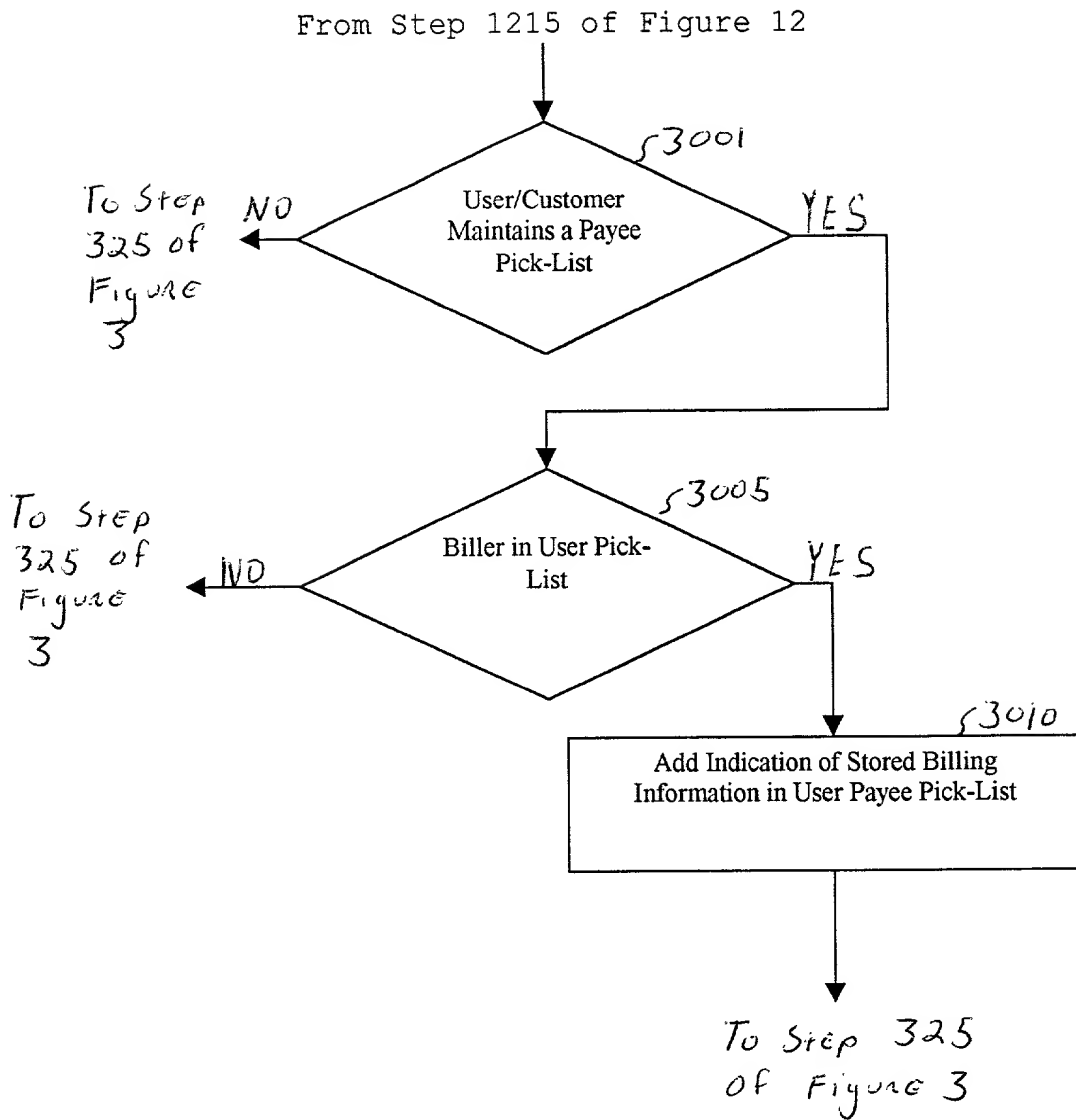 From Step 1215 of Figure 12
3001
User/Customer
Maintains a Payee
Pick-List
To Step
325 of
Figure
3
NO
YES
3005
Biller in User Pick-
List
To Step
325 of
Figure
3
NO
YES
3010
Add Indication of Stored Billing
Information in User Payee Pick-List
To Step 325
of Figure 3